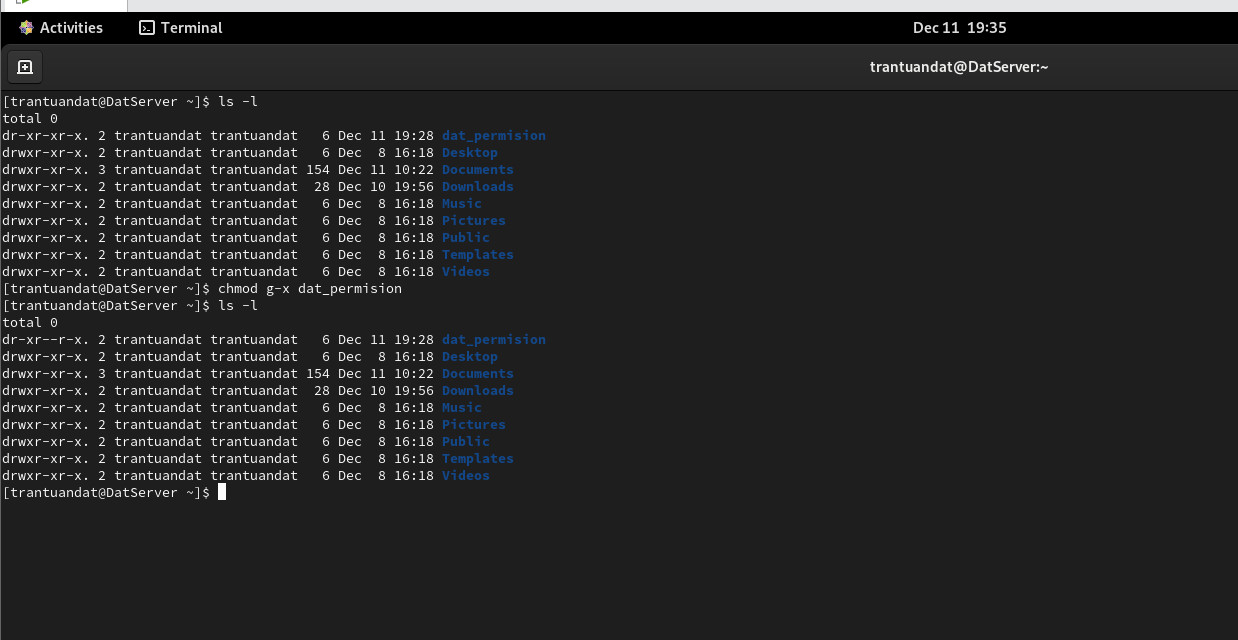 Activities Terminal Dec 11 19:35
trantuandat@DatServer:~
[trantuandat@DatServer ~]$ ls -l
total 0
dr-xr-xr-x. 2 trantuandat trantuandat   6 Dec 11 19:28 dat_permision
drwxr-xr-x. 2 trantuandat trantuandat   6 Dec  8 16:18 Desktop
drwxr-xr-x. 3 trantuandat trantuandat 154 Dec 11 10:22 Documents
drwxr-xr-x. 2 trantuandat trantuandat  28 Dec 10 19:56 Downloads
drwxr-xr-x. 2 trantuandat trantuandat   6 Dec  8 16:18 Music
drwxr-xr-x. 2 trantuandat trantuandat   6 Dec  8 16:18 Pictures
drwxr-xr-x. 2 trantuandat trantuandat   6 Dec  8 16:18 Public
drwxr-xr-x. 2 trantuandat trantuandat   6 Dec  8 16:18 Templates
drwxr-xr-x. 2 trantuandat trantuandat   6 Dec  8 16:18 Videos
[trantuandat@DatServer ~]$ chmod g-x dat_permision
[trantuandat@DatServer ~]$ ls -l
total 0
dr-xr--r-x. 2 trantuandat trantuandat   6 Dec 11 19:28 dat_permision
drwxr-xr-x. 2 trantuandat trantuandat   6 Dec  8 16:18 Desktop
drwxr-xr-x. 3 trantuandat trantuandat 154 Dec 11 10:22 Documents
drwxr-xr-x. 2 trantuandat trantuandat  28 Dec 10 19:56 Downloads
drwxr-xr-x. 2 trantuandat trantuandat   6 Dec  8 16:18 Music
drwxr-xr-x. 2 trantuandat trantuandat   6 Dec  8 16:18 Pictures
drwxr-xr-x. 2 trantuandat trantuandat   6 Dec  8 16:18 Public
drwxr-xr-x. 2 trantuandat trantuandat   6 Dec  8 16:18 Templates
drwxr-xr-x. 2 trantuandat trantuandat   6 Dec  8 16:18 Videos
[trantuandat@DatServer ~]$